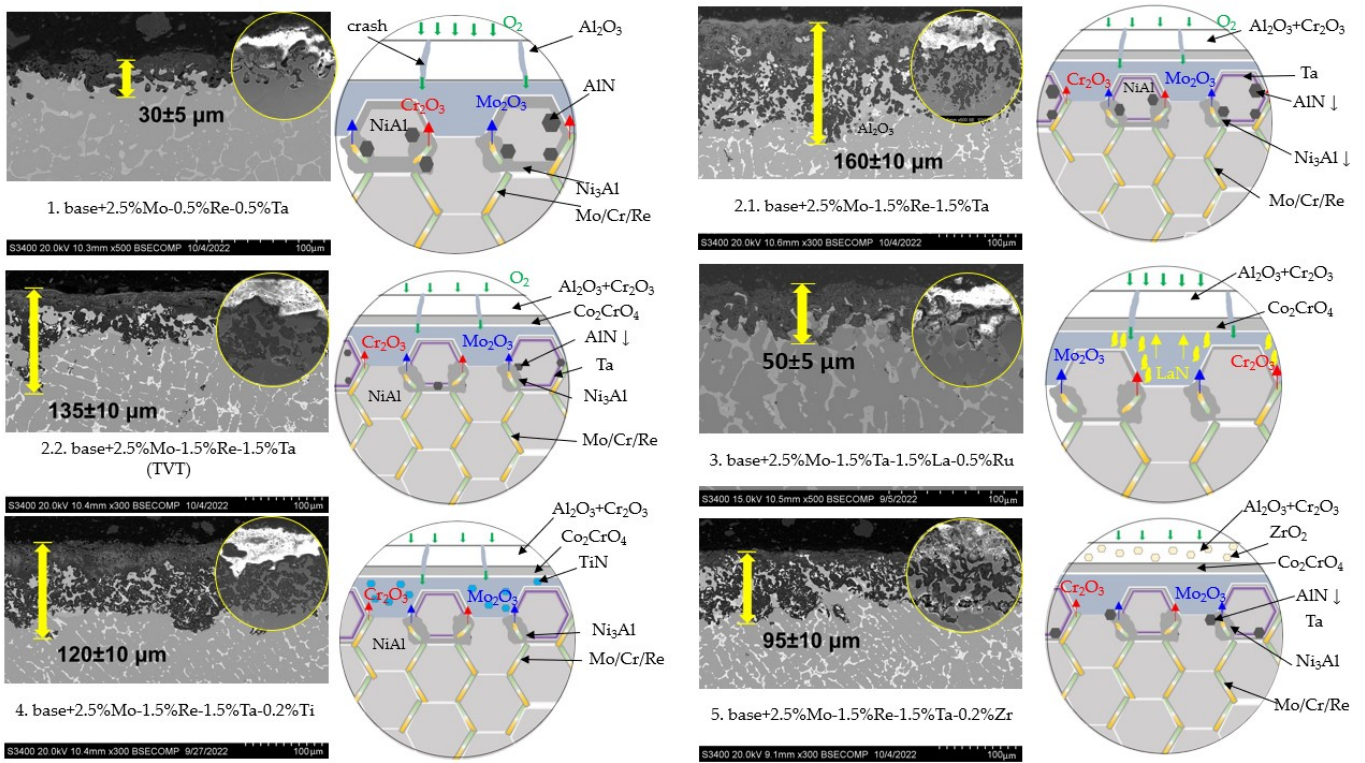 30±5 µm
1. base+2.5%Mo-0.5%Re-0.5%Ta
S3400 20.0kV 10.3mm x500 BSECOMP 10/4/2022 100µm
crash
O₂
Al₂O₃
AlN
Cr₂O₃
Mo₂O₃
NiAl
Ni₃Al
Mo/Cr/Re
Al₂O₃
160±10 µm
2.1. base+2.5%Mo-1.5%Re-1.5%Ta
S3400 20.0kV 10.6mm x300 BSECOMP 10/4/2022 100µm
O₂
Al₂O₃+Cr₂O₃
Ta
Cr₂O₃
NiAl
Mo₂O₃
AlN ↓
Ni₃Al ↓
Mo/Cr/Re
135±10 µm
2.2. base+2.5%Mo-1.5%Re-1.5%Ta
(TVT)
S3400 20.0kV 10.4mm x300 BSECOMP 10/4/2022 100µm
O₂
Al₂O₃+Cr₂O₃
Co₂CrO₄
Cr₂O₃
Mo₂O₃
AlN ↓
Ta
NiAl
Ni₃Al
Mo/Cr/Re
50±5 µm
3. base+2.5%Mo-1.5%Ta-1.5%La-0.5%Ru
S3400 15.0kV 10.5mm x500 BSECOMP 9/5/2022 100µm
Al₂O₃+Cr₂O₃
Co₂CrO₄
Mo₂O₃
LaN
Cr₂O₃
120±10 µm
4. base+2.5%Mo-1.5%Re-1.5%Ta-0.2%Ti
S3400 20.0kV 10.4mm x300 BSECOMP 9/27/2022 100µm
Al₂O₃+Cr₂O₃
Co₂CrO₄
TiN
Cr₂O₃
Mo₂O₃
NiAl
Ni₃Al
Mo/Cr/Re
95±10 µm
5. base+2.5%Mo-1.5%Re-1.5%Ta-0.2%Zr
S3400 20.0kV 9.1mm x300 BSECOMP 10/4/2022 100µm
Al₂O₃+Cr₂O₃
ZrO₂
Co₂CrO₄
Cr₂O₃
Mo₂O₃
AlN ↓
Ta
Ni₃Al
Mo/Cr/Re